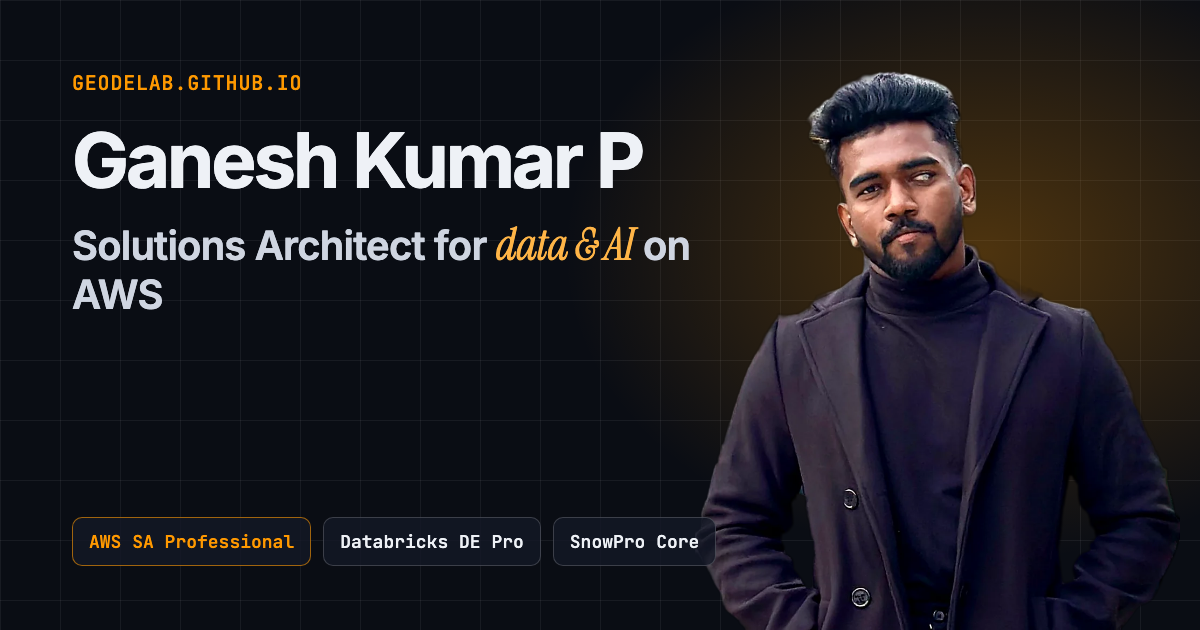 GEODELAB.GITHUB.IO
Ganesh Kumar P
Solutions Architect for data & AI on
AWS
AWS SA Professional
Databricks DE Pro
SnowPro Core